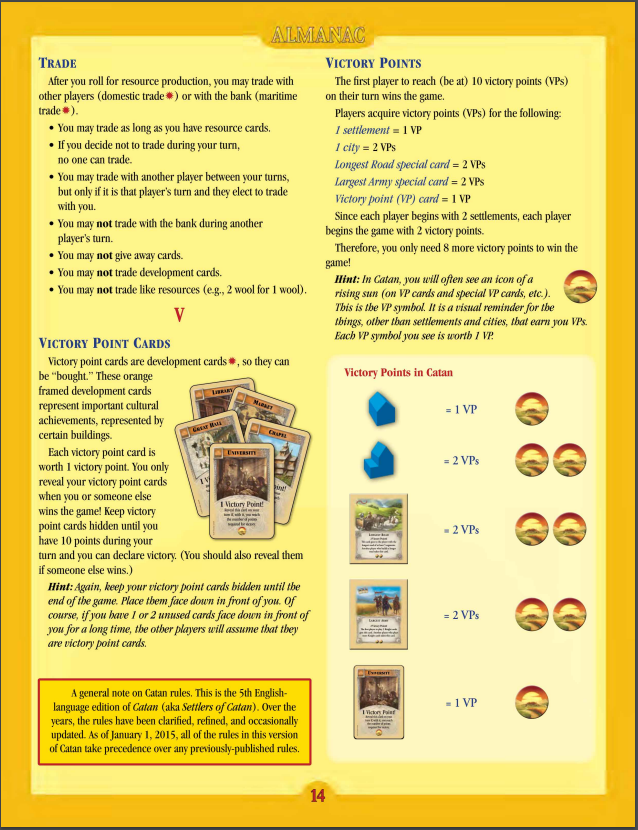 ALMANAC
TRADE
After you roll for resource production, you may trade with
other players (domestic trade✹) or with the bank (maritime
trade✹).
• You may trade as long as you have resource cards.
• If you decide not to trade during your turn,
no one can trade.
• You may trade with another player between your turns,
but only if it is that player's turn and they elect to trade
with you.
• You may not trade with the bank during another
player's turn.
• You may not give away cards.
• You may not trade development cards.
• You may not trade like resources (e.g., 2 wool for 1 wool).
V
VICTORY POINT CARDS
Victory point cards are development cards✹, so they can
be “bought.” These orange
framed development cards
represent important cultural
achievements, represented by
certain buildings.
Each victory point card is
worth 1 victory point. You only
reveal your victory point cards
when you or someone else
wins the game! Keep victory
point cards hidden until you
have 10 points during your
turn and you can declare victory. (You should also reveal them
if someone else wins.)
Hint: Again, keep your victory point cards hidden until the
end of the game. Place them face down in front of you. Of
course, if you have 1 or 2 unused cards face down in front of
you for a long time, the other players will assume that they
are victory point cards.
LIBRARY
MARKET
GREAT HALL
CHAPEL
UNIVERSITY
1 Victory Point!
Reveal this card on your
turn if, with it, you reach
the number of points
required for victory.
A general note on Catan rules. This is the 5th English-
language edition of Catan (aka Settlers of Catan). Over the
years, the rules have been clarified, refined, and occasionally
updated. As of January 1, 2015, all of the rules in this version
of Catan take precedence over any previously-published rules.
VICTORY POINTS
The first player to reach (be at) 10 victory points (VPs)
on their turn wins the game.
Players acquire victory points (VPs) for the following:
1 settlement = 1 VP
1 city = 2 VPs
Longest Road special card = 2 VPs
Largest Army special card = 2 VPs
Victory point (VP) card = 1 VP
Since each player begins with 2 settlements, each player
begins the game with 2 victory points.
Therefore, you only need 8 more victory points to win the
game!
Hint: In Catan, you will often see an icon of a
rising sun (on VP cards and special VP cards, etc.).
This is the VP symbol. It is a visual reminder for the
things, other than settlements and cities, that earn you VPs.
Each VP symbol you see is worth 1 VP.
Victory Points in Catan
= 1 VP
= 2 VPs
LONGEST ROAD
= 2 VPs
LARGEST ARMY
= 2 VPs
UNIVERSITY
1 Victory Point!
= 1 VP
14